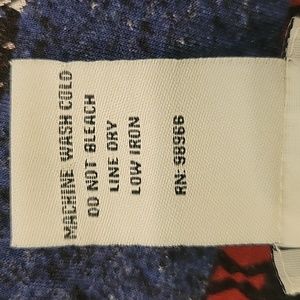 MACHINE WASH COLD
DO NOT BLEACH
LINE DRY
LOW IRON
RN: 98966